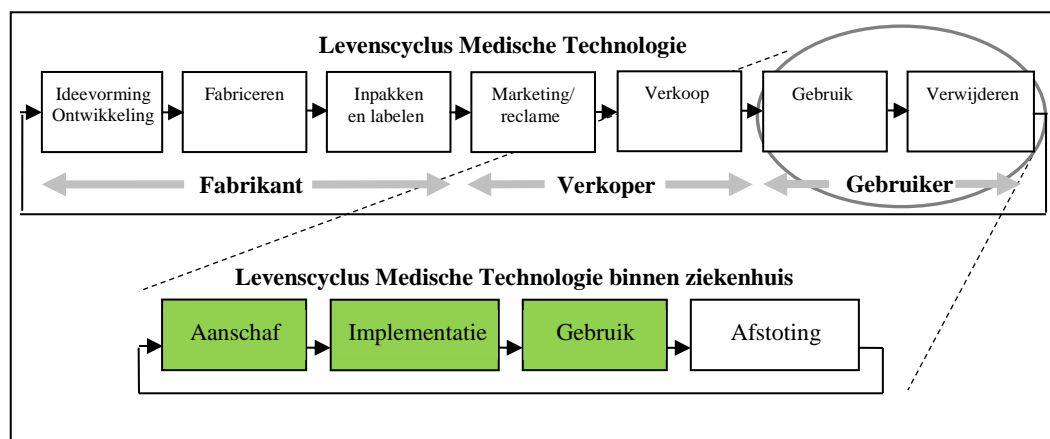 Levenscyclus Medische Technologie
Ideevorming
Ontwikkeling
Fabriceren
Inpakken
en labelen
Marketing/
reclame
Verkoop
Gebruik
Verwijderen
Fabrikant
Verkoper
Gebruiker
Levenscyclus Medische Technologie binnen ziekenhuis
Aanschaf
Implementatie
Gebruik
Afstoting